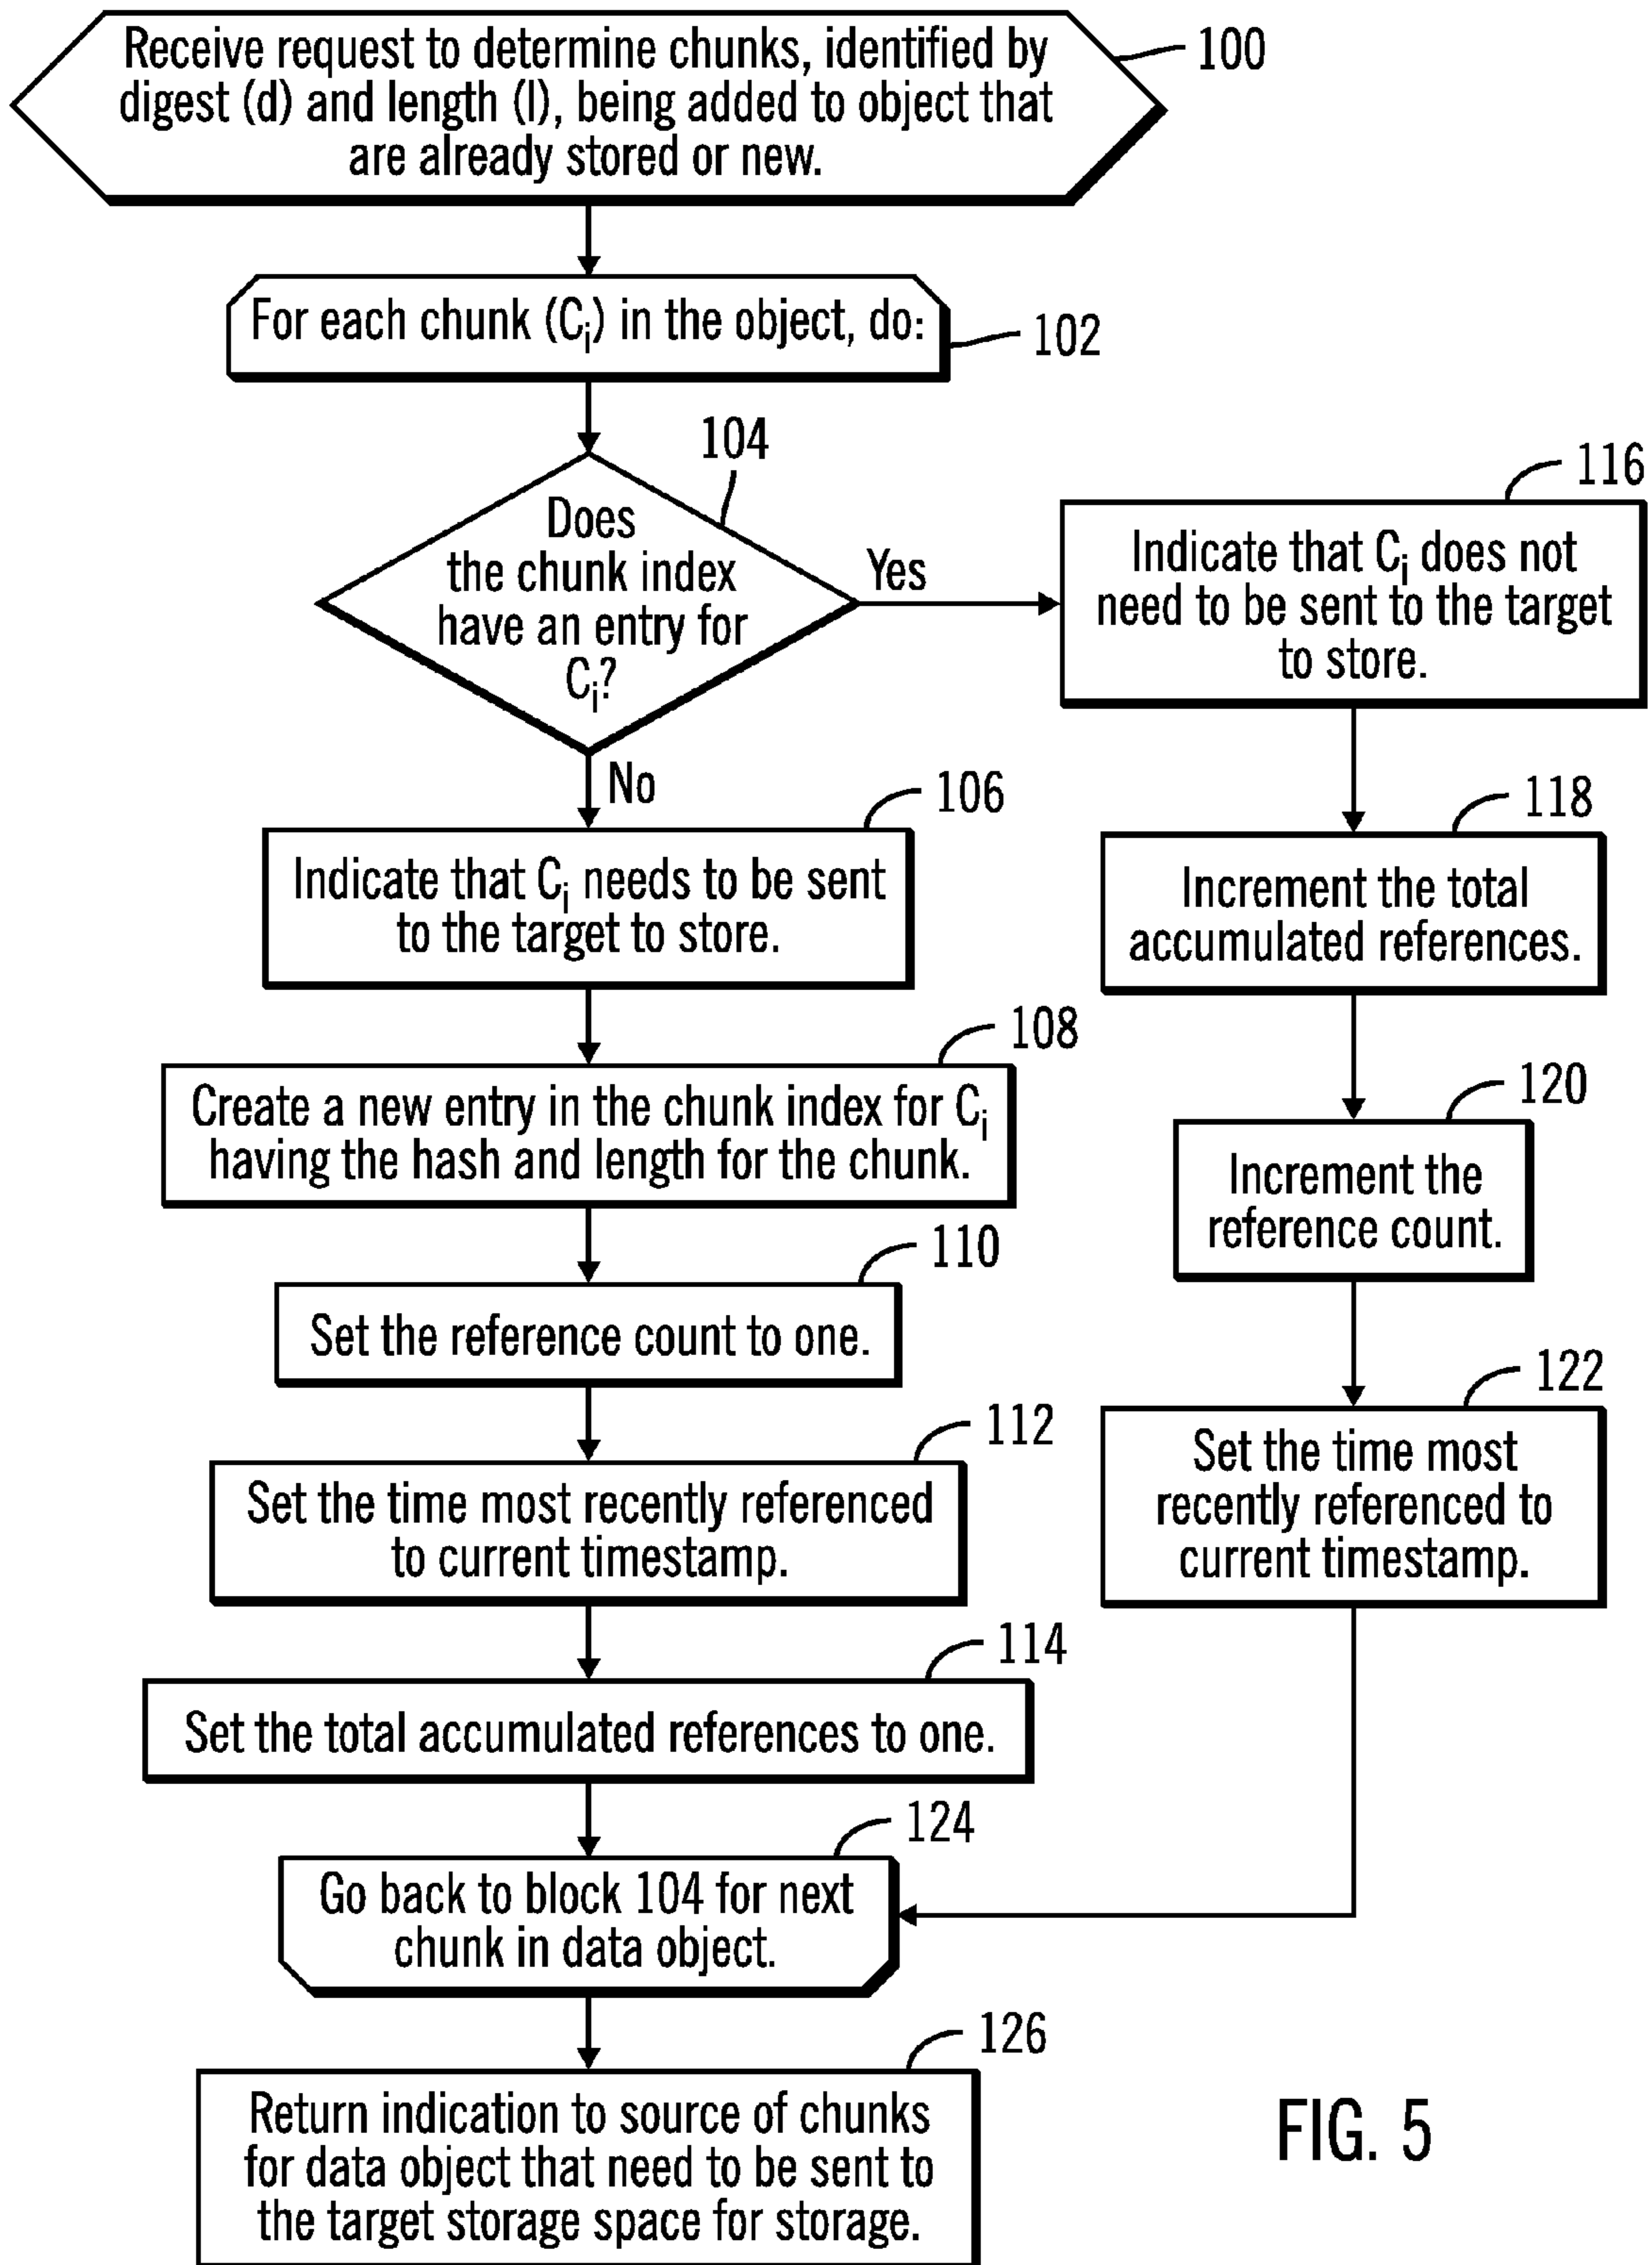 Receive request to determine chunks, identified by
digest (d) and length (l), being added to object that
are already stored or new.
100
For each chunk (Ci) in the object, do:
102
104
Does
the chunk index
have an entry for
Ci?
Yes
No
106
Indicate that Ci needs to be sent
to the target to store.
108
Create a new entry in the chunk index for Ci
having the hash and length for the chunk.
110
Set the reference count to one.
112
Set the time most recently referenced
to current timestamp.
114
Set the total accumulated references to one.
116
Indicate that Ci does not
need to be sent to the target
to store.
118
Increment the total
accumulated references.
120
Increment the
reference count.
122
Set the time most
recently referenced to
current timestamp.
124
Go back to block 104 for next
chunk in data object.
126
Return indication to source of chunks
for data object that need to be sent to
the target storage space for storage.
FIG. 5